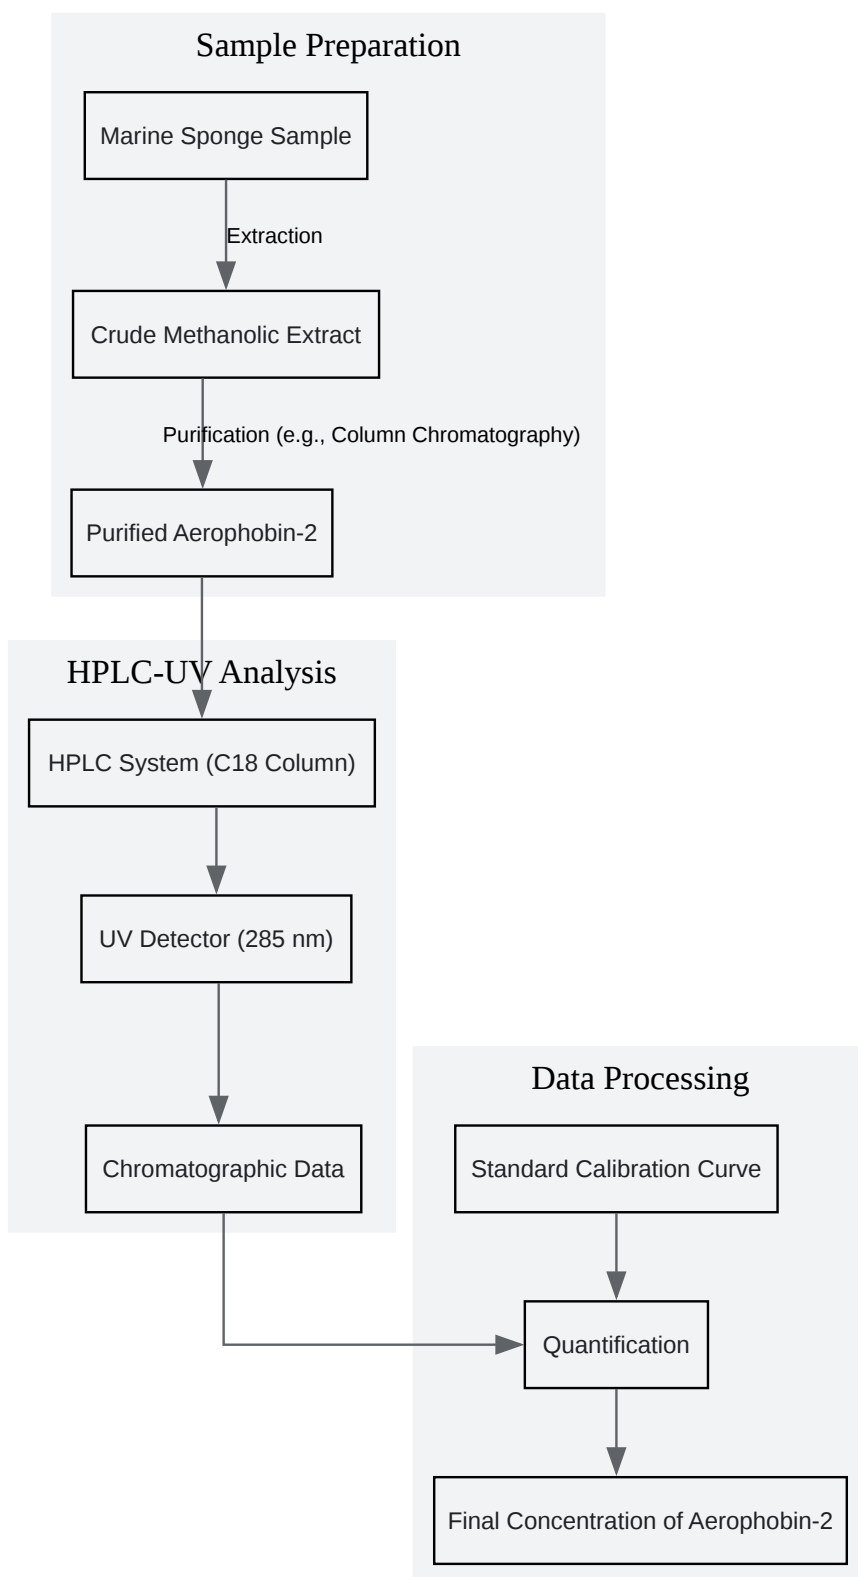 Sample Preparation
Marine Sponge Sample
Extraction
Crude Methanolic Extract
Purification (e.g., Column Chromatography)
Purified Aerophobin-2
HPLC-UV Analysis
HPLC System (C18 Column)
UV Detector (285 nm)
Chromatographic Data
Data Processing
Standard Calibration Curve
Quantification
Final Concentration of Aerophobin-2